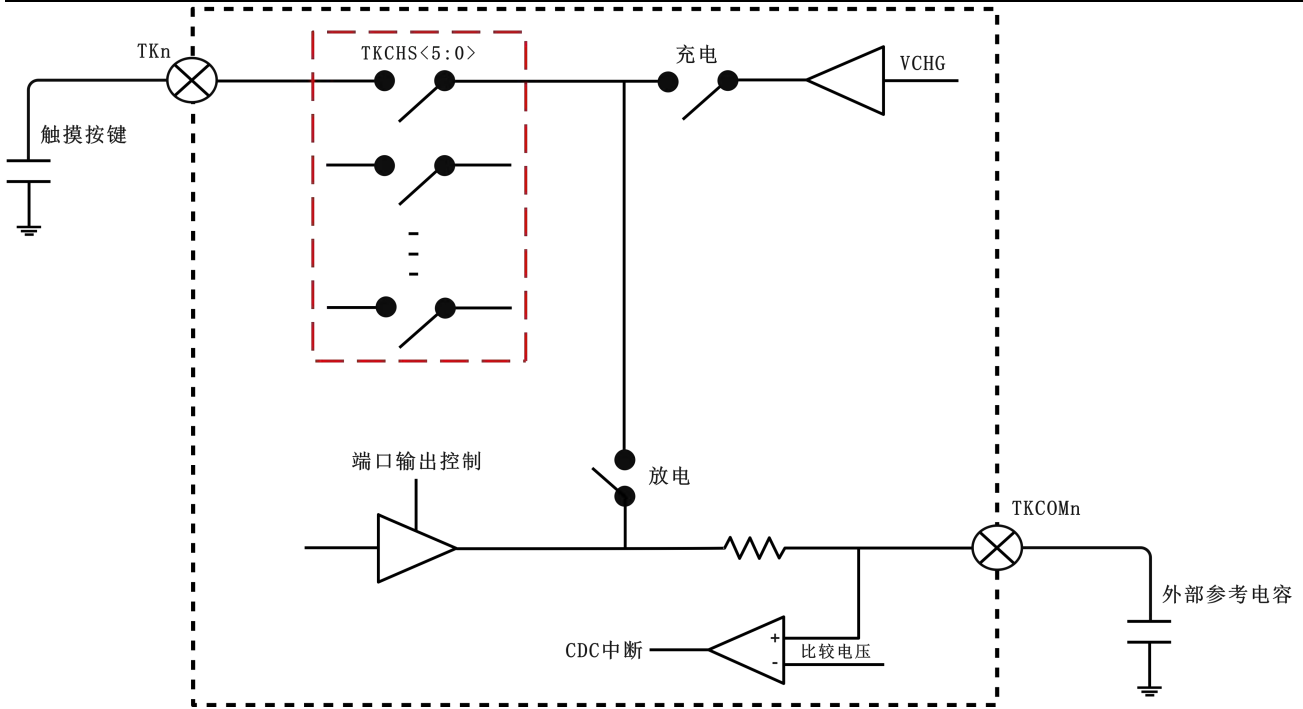 TKn
TKCHS<5:0>
充电
VCHG
触摸按键
端口输出控制
放电
TKCOMn
外部参考电容
CDC中断
+
比较电压
-